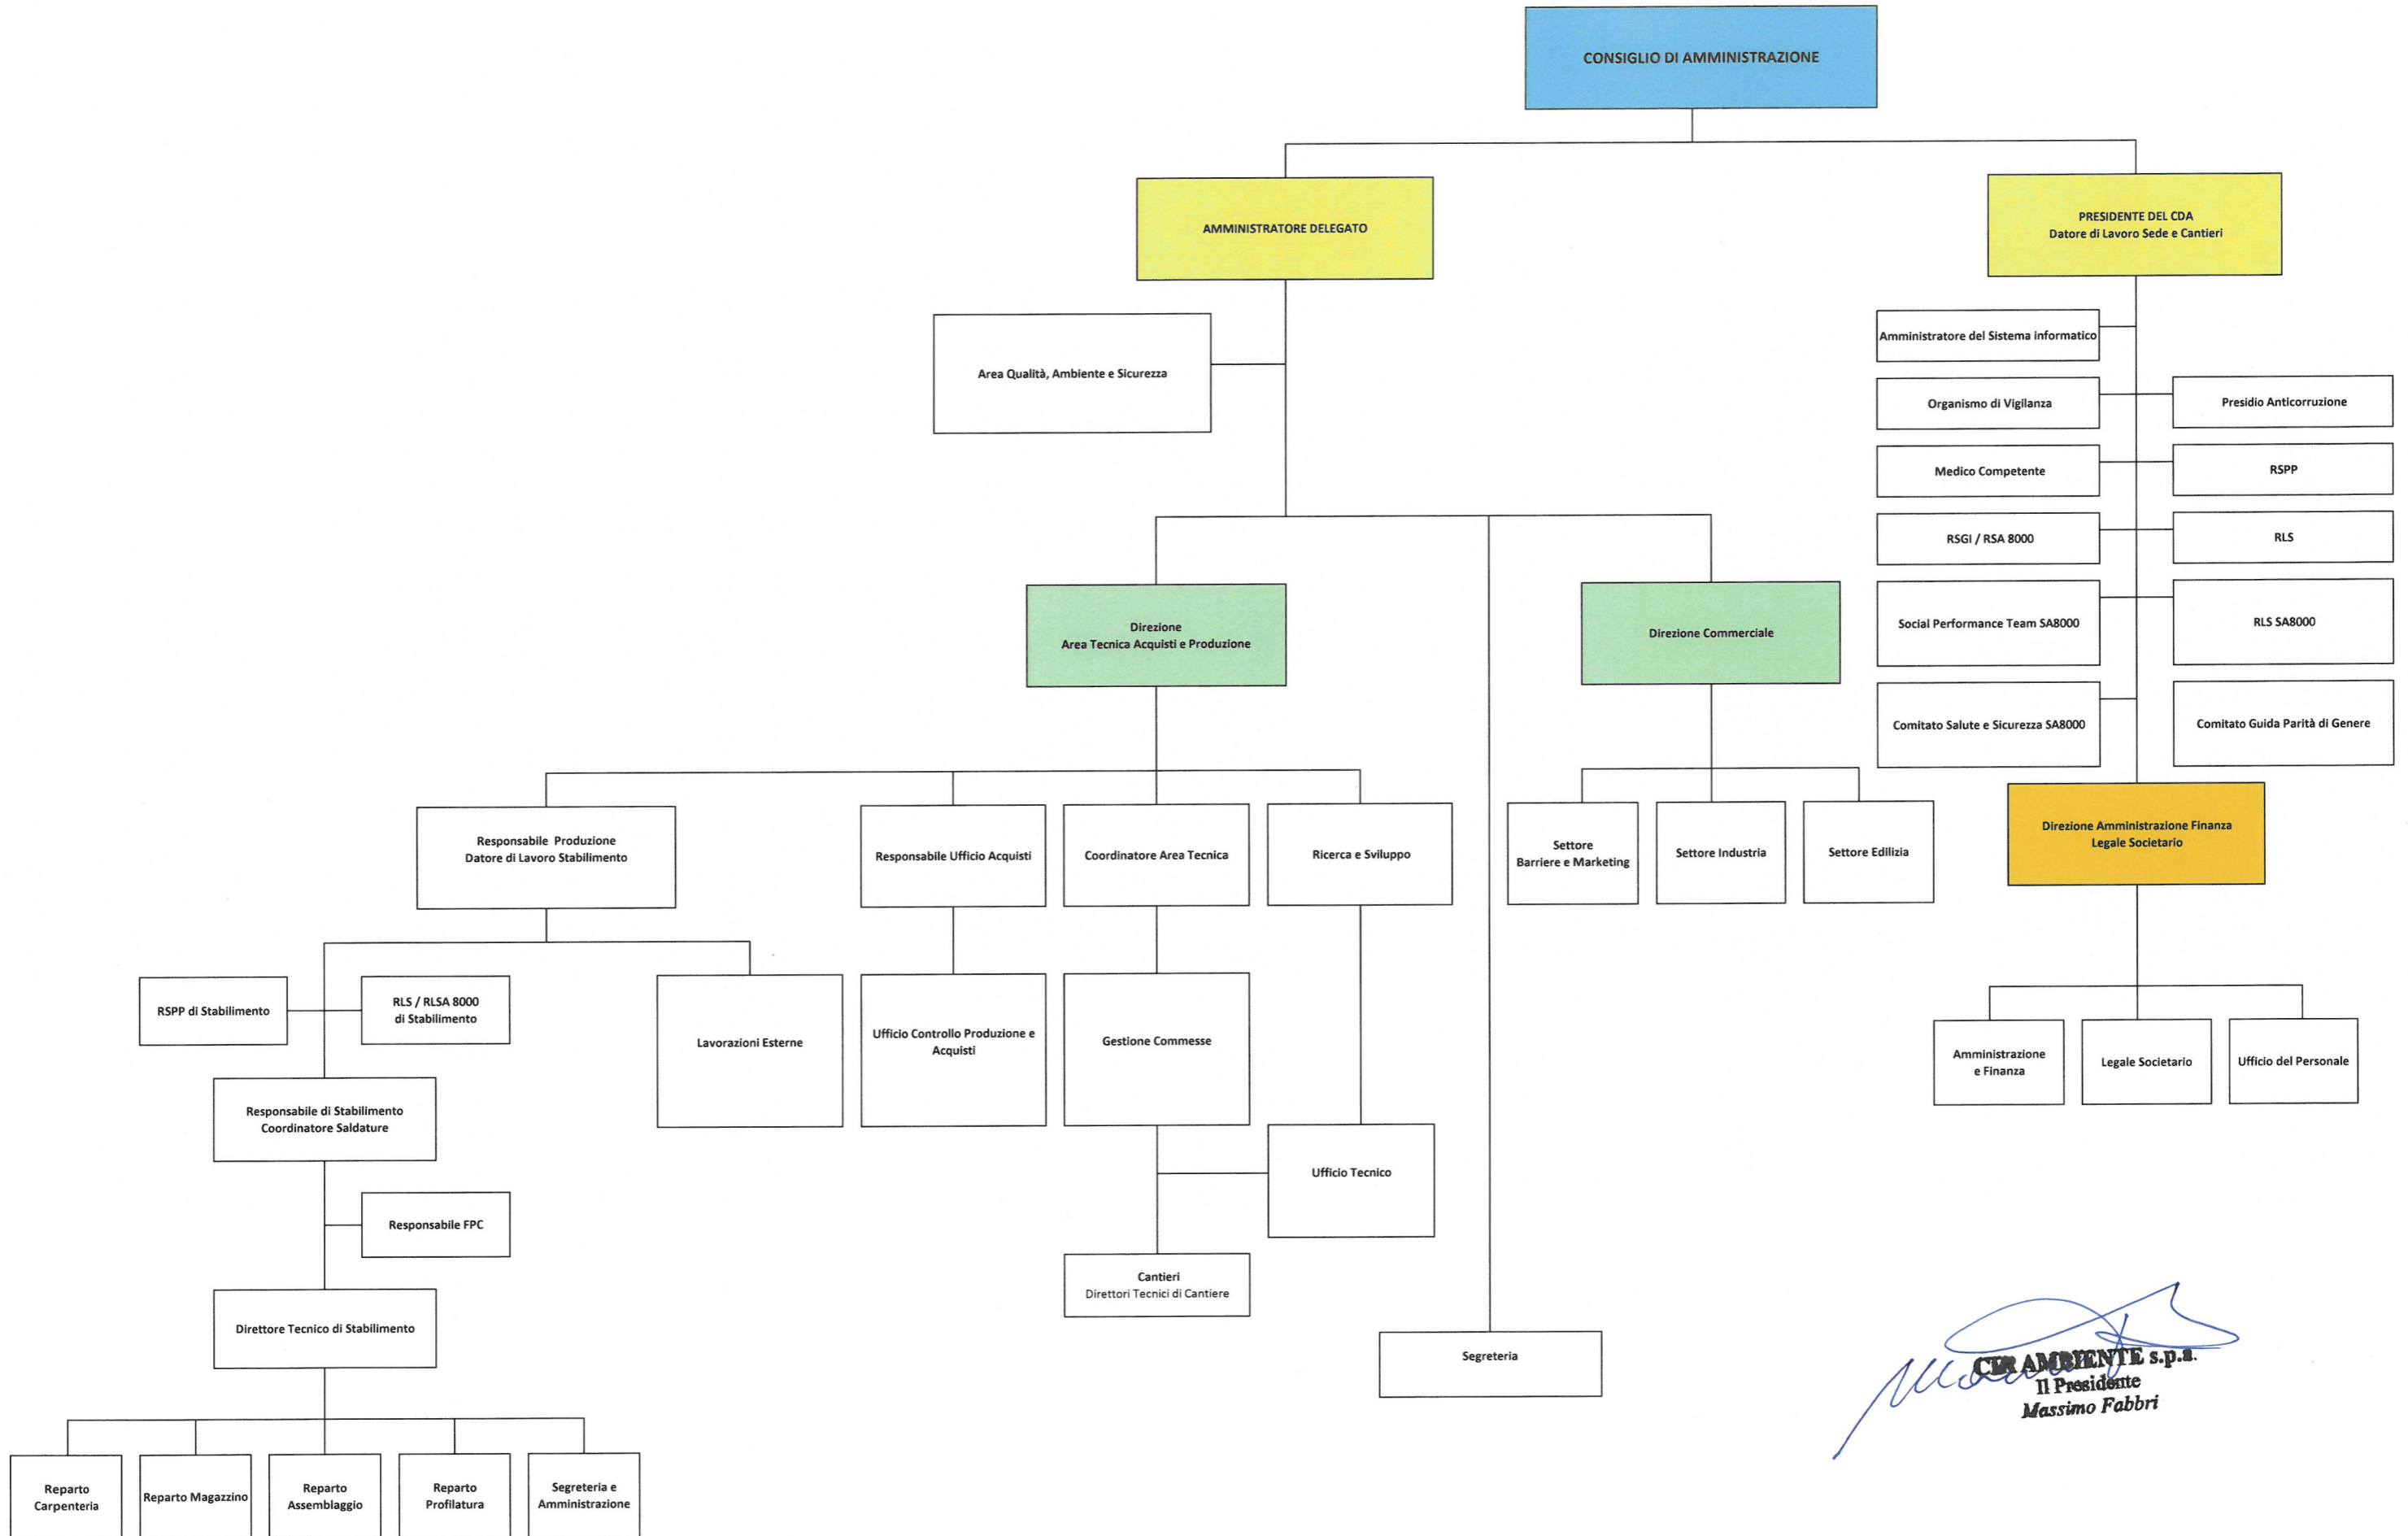 CONSIGLIO DI AMMINISTRAZIONE
AMMINISTRATORE DELEGATO
PRESIDENTE DEL CDA
Datore di Lavoro Sede e Cantieri
Area Qualità, Ambiente e Sicurezza
Amministratore del Sistema informatico
Organismo di Vigilanza
Presidio Anticorruzione
Medico Competente
RSPP
RSGI / RSA 8000
RLS
Social Performance Team SA8000
RLS SA8000
Comitato Salute e Sicurezza SA8000
Comitato Guida Parità di Genere
Direzione
Area Tecnica Acquisti e Produzione
Direzione Commerciale
Direzione Amministrazione Finanza
Legale Societario
Responsabile Produzione
Datore di Lavoro Stabilimento
Responsabile Ufficio Acquisti
Coordinatore Area Tecnica
Ricerca e Sviluppo
Settore
Barriere e Marketing
Settore Industria
Settore Edilizia
RSPP di Stabilimento
RLS / RLSA 8000
di Stabilimento
Lavorazioni Esterne
Ufficio Controllo Produzione e
Acquisti
Gestione Commesse
Amministrazione
e Finanza
Legale Societario
Ufficio del Personale
Responsabile di Stabilimento
Coordinatore Saldature
Ufficio Tecnico
Responsabile FPC
Cantieri
Direttori Tecnici di Cantiere
Direttore Tecnico di Stabilimento
Segreteria
CIR AMBIENTE s.p.a.
Il Presidente
Massimo Fabbri
Reparto
Carpenteria
Reparto Magazzino
Reparto
Assemblaggio
Reparto
Profilatura
Segreteria e
Amministrazione